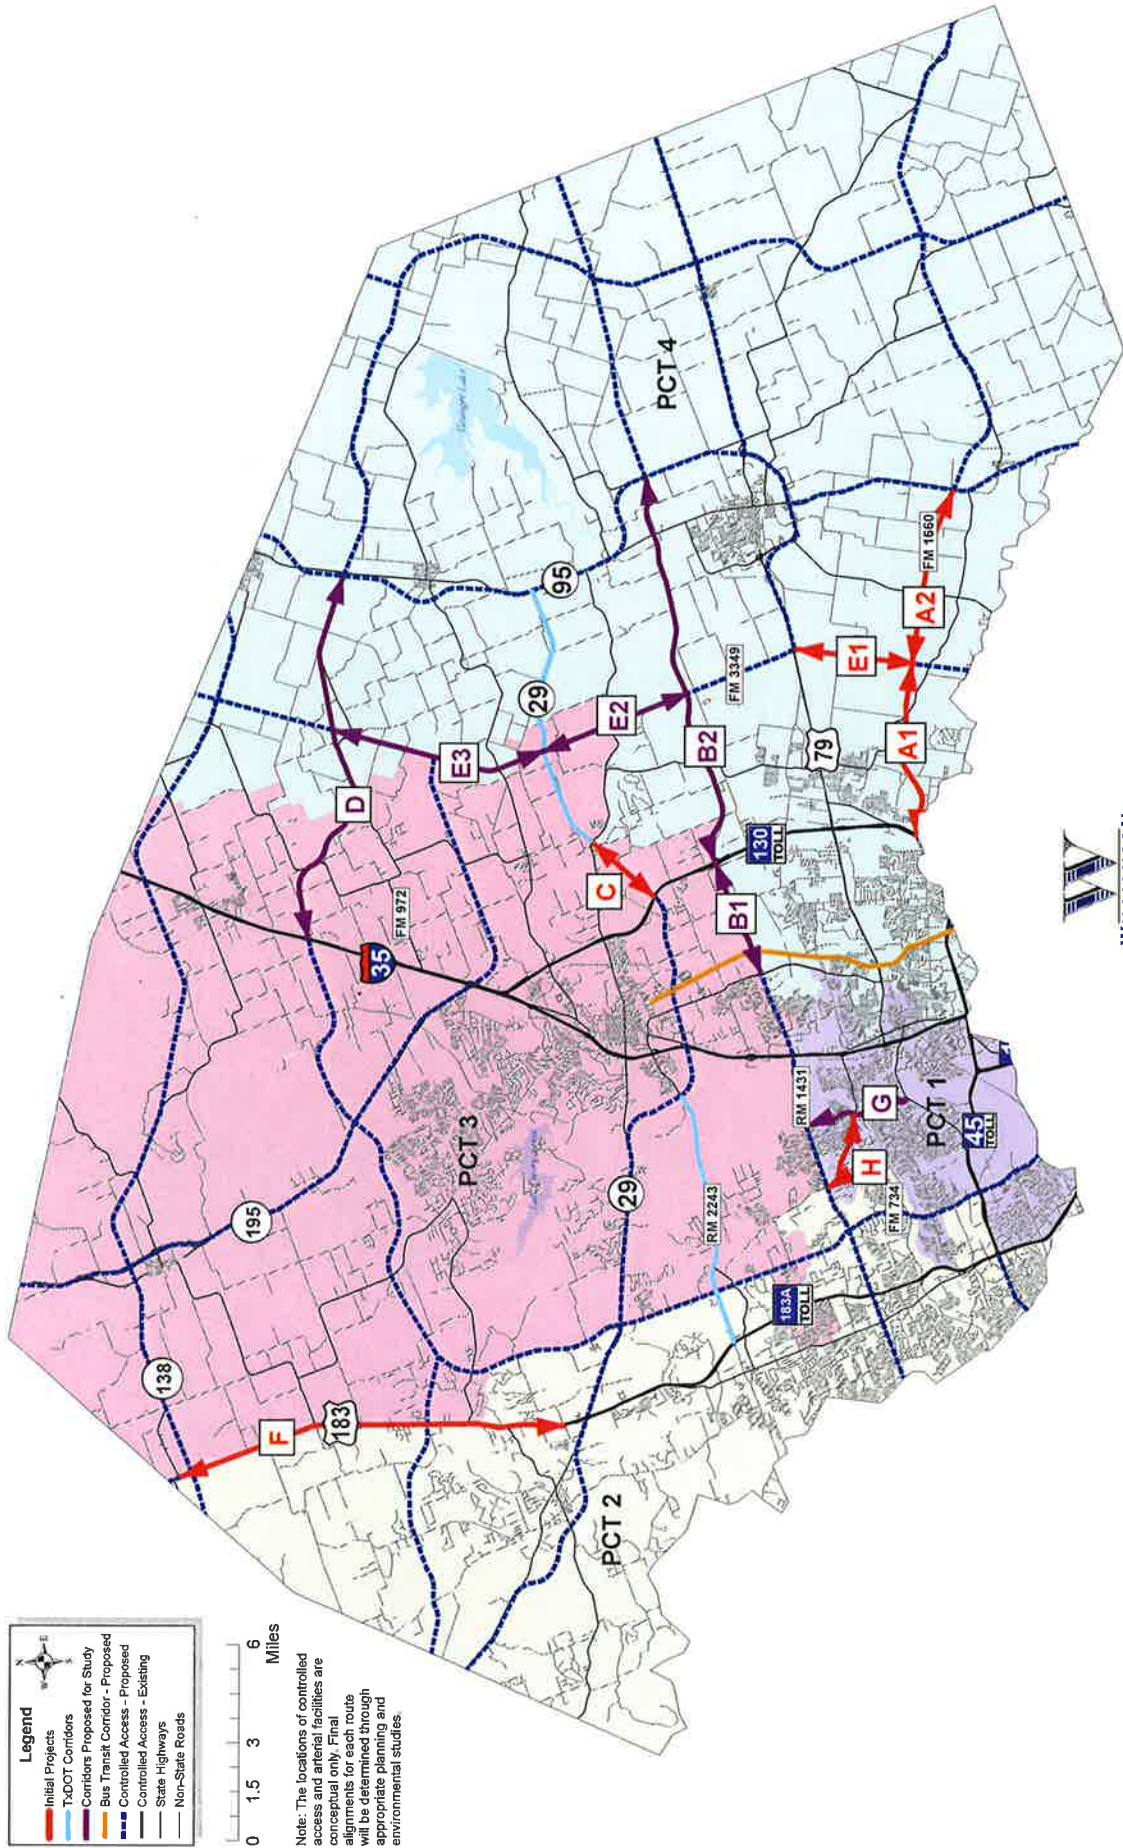 Legend
N
W E
S
Initial Projects
TxDOT Corridors
Corridors Proposed for Study
Bus Transit Corridor - Proposed
Controlled Access - Proposed
Controlled Access - Existing
State Highways
Non-State Roads
0 1.5 3 6
Miles
Note: The locations of controlled
access and arterial facilities are
conceptual only. Final
alignments for each route
will be determined through
appropriate planning and
environmental studies.
138
F
183
195
PCT 3
PCT 2
29
RM 2243
183A
TOLL
FM 734
H
G
RM 1431
PCT 1
45
TOLL
35
FM 972
D
E3
29
E2
C
B1
B2
130
TOLL
79
FM 3349
95
Granger Lake
PCT 4
E1
A1
A2
FM 1660